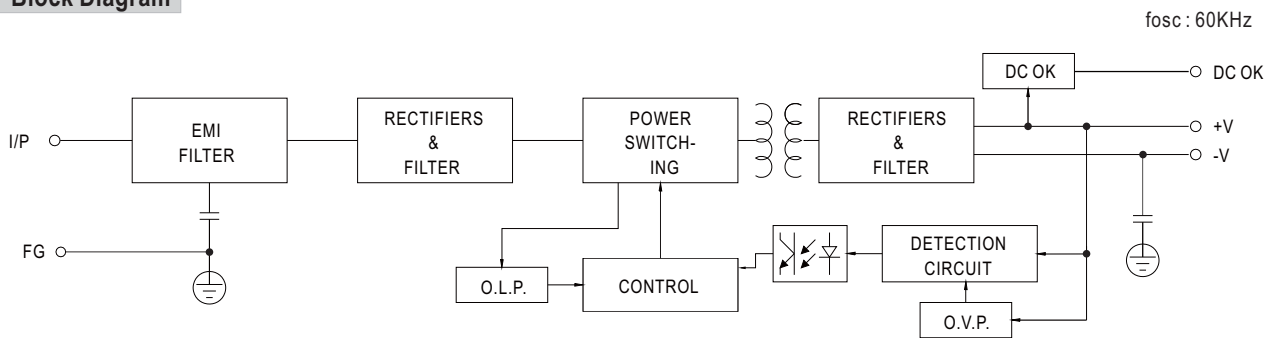 Block Diagram
fosc : 60KHz
DC OK
DC OK
I/P
EMI
FILTER
RECTIFIERS
&
FILTER
POWER
SWITCH-
ING
RECTIFIERS
&
FILTER
+V
-V
FG
O.L.P.
CONTROL
DETECTION
CIRCUIT
O.V.P.